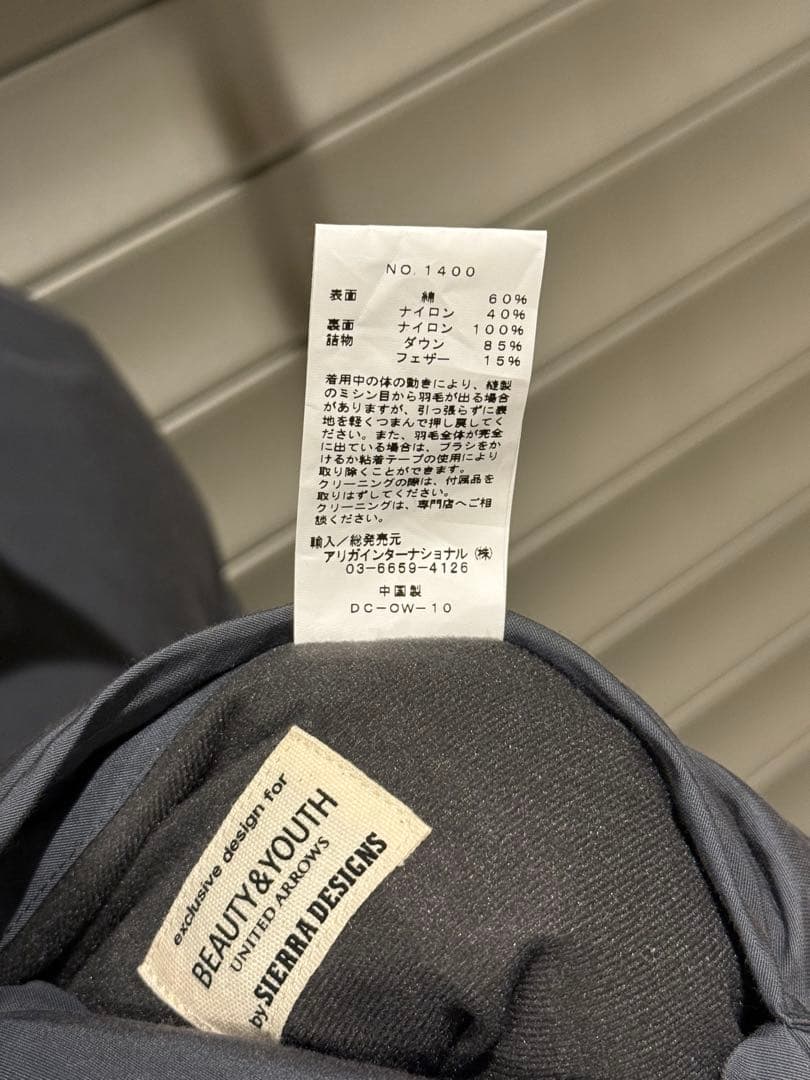 NO.1400
表面 綿 60%
ナイロン 40%
裏面 ナイロン 100%
詰物 ダウン 85%
フェザー 15%
着用中の体の動きにより、縫製
のミシン目から羽毛が出る場合
がありますが、引っ張らずに表
地を軽くつまんで押し戻してく
ださい。また、羽毛全体が完全
に出ている場合は、ブラシをか
けるか粘着テープの使用により
取り除くことができます。
クリーニングの際は、付属品を
取りはずしてください。
クリーニングは、専門店へご相
談ください。
輸入/総発売元
アリガインターナショナル(株)
03-6659-4126
中国製
DC-OW-10
exclusive design for
BEAUTY&YOUTH
UNITED ARROWS
by SIERRA DESIGNS